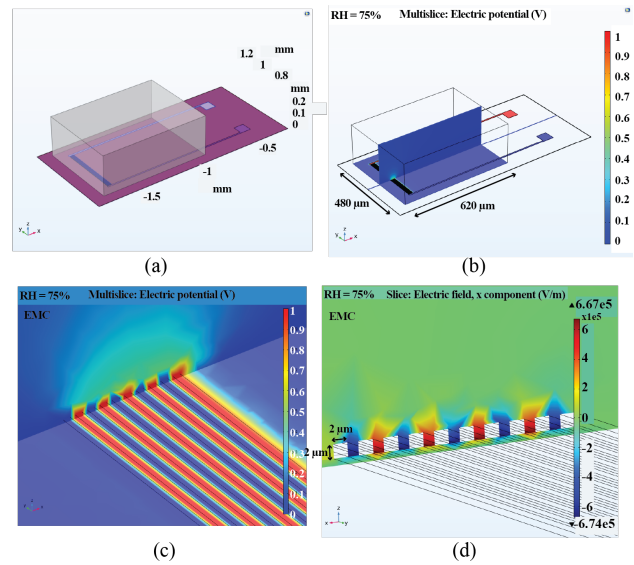 1.2
mm
1
0.8
mm
0.2
0.1
0
-0.5
-1
mm
-1.5
z
y
x
(a)
RH = 75% Multislice: Electric potential (V)
1
0.9
0.8
0.7
0.6
0.5
0.4
0.3
0.2
0.1
0
480 µm
620 µm
z
y
x
(b)
RH = 75% Multislice: Electric potential (V)
EMC
1
0.9
0.8
0.7
0.6
0.5
0.4
0.3
0.2
0.1
0
z
y
x
(c)
RH = 75% Slice: Electric field, x component (V/m)
EMC
▲6.67e5
x1e5
6
4
2
0
-2
-4
-6
▼-6.74e5
2 µm
2 µm
z
x
y
(d)